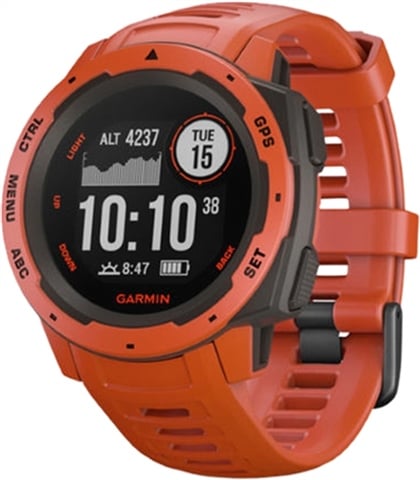 CTRL
LIGHT
ALT 4237
TUE
15
GPS
MENU
UP
10:10 38
DOWN
8:47
BACK
ABC
SET
GARMIN